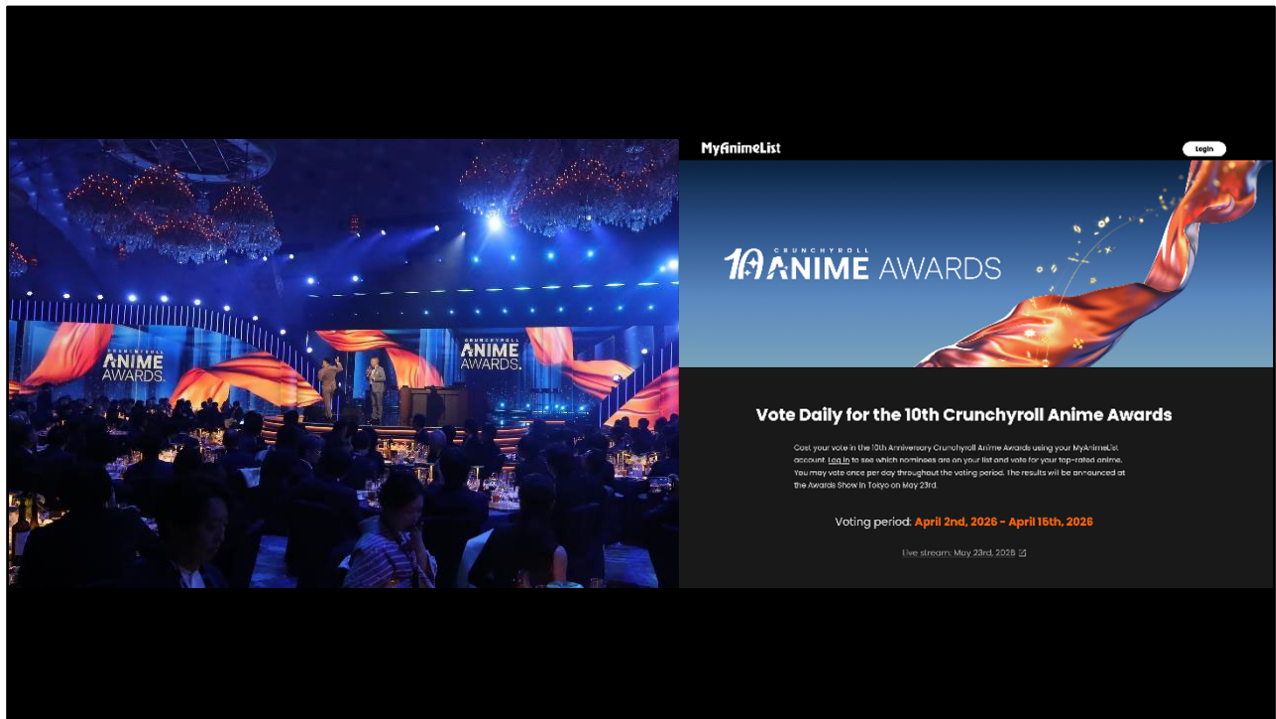 CRUNCHYROLL
ANIME
AWARDS.
CRUNCHYROLL
ANIME
AWARDS.
MyAnimeList
Login
10 CRUNCHYROLL
ANIME AWARDS
Vote Daily for the 10th Crunchyroll Anime Awards
Cast your vote in the 10th Anniversary Crunchyroll Anime Awards using your MyAnimeList
account. Log in to see which nominees are on your list and vote for your top-rated anime.
You may vote once per day throughout the voting period. The results will be announced at
the Awards Show in Tokyo on May 23rd.
Voting period: April 2nd, 2026 - April 15th, 2026
Live stream: May 23rd, 2026